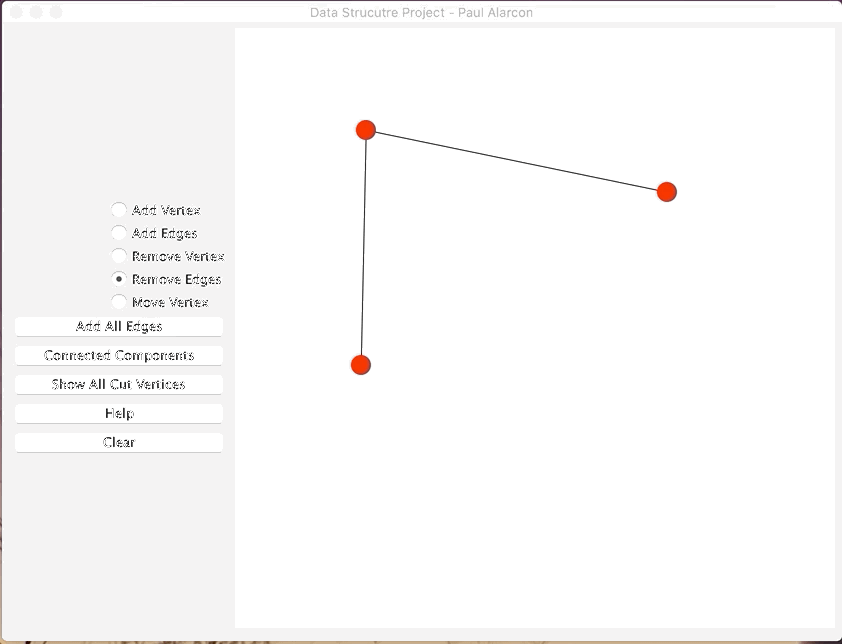 Data Strucutre Project - Paul Alarcon
Add Vertex
Add Edges
Remove Vertex
Remove Edges
Move Vertex
Add All Edges
Connected Components
Show All Cut Vertices
Help
Clear